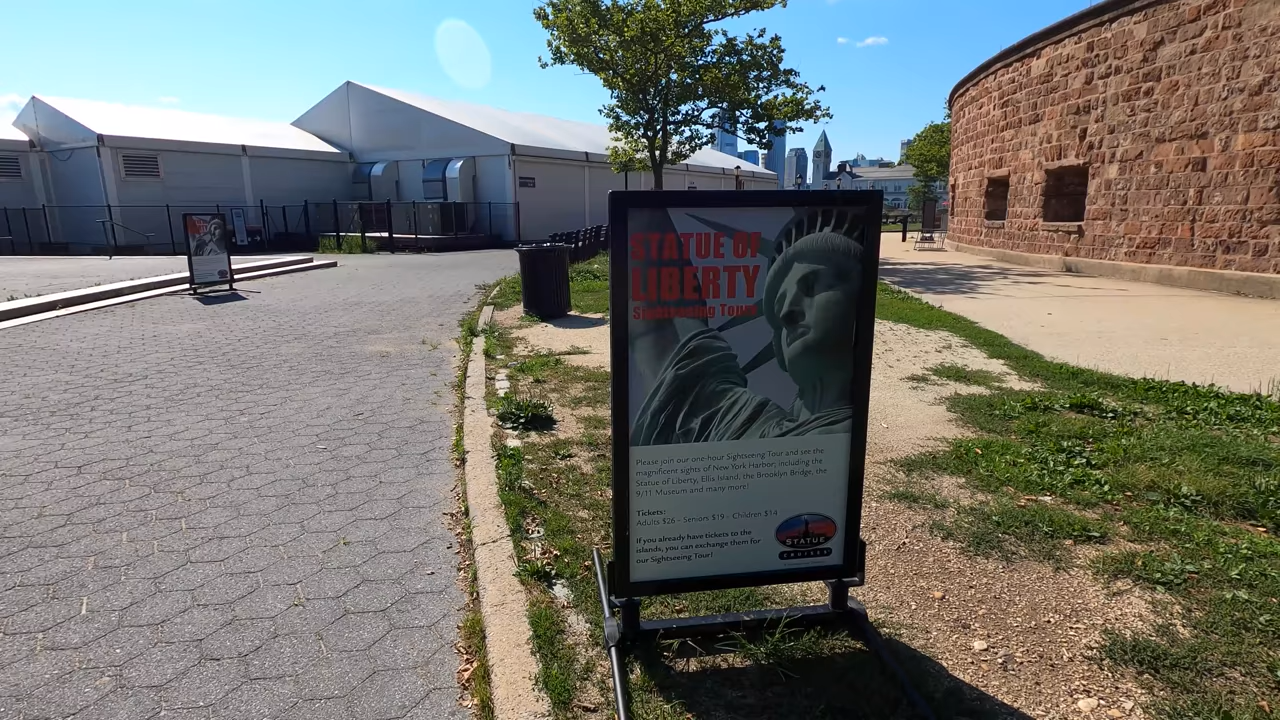 STATUE OF
LIBERTY
Sightseeing Tours
Please join our one-hour Sightseeing Tour and see the
magnificent sights of New York Harbor; including the
Statue of Liberty, Ellis Island, the Brooklyn Bridge, the
9/11 Museum and many more!
Tickets:
Adults $26 – Seniors $19 – Children $14
If you already have tickets to the
islands, you can exchange them for
our Sightseeing Tour!
STATUE
CRUISES